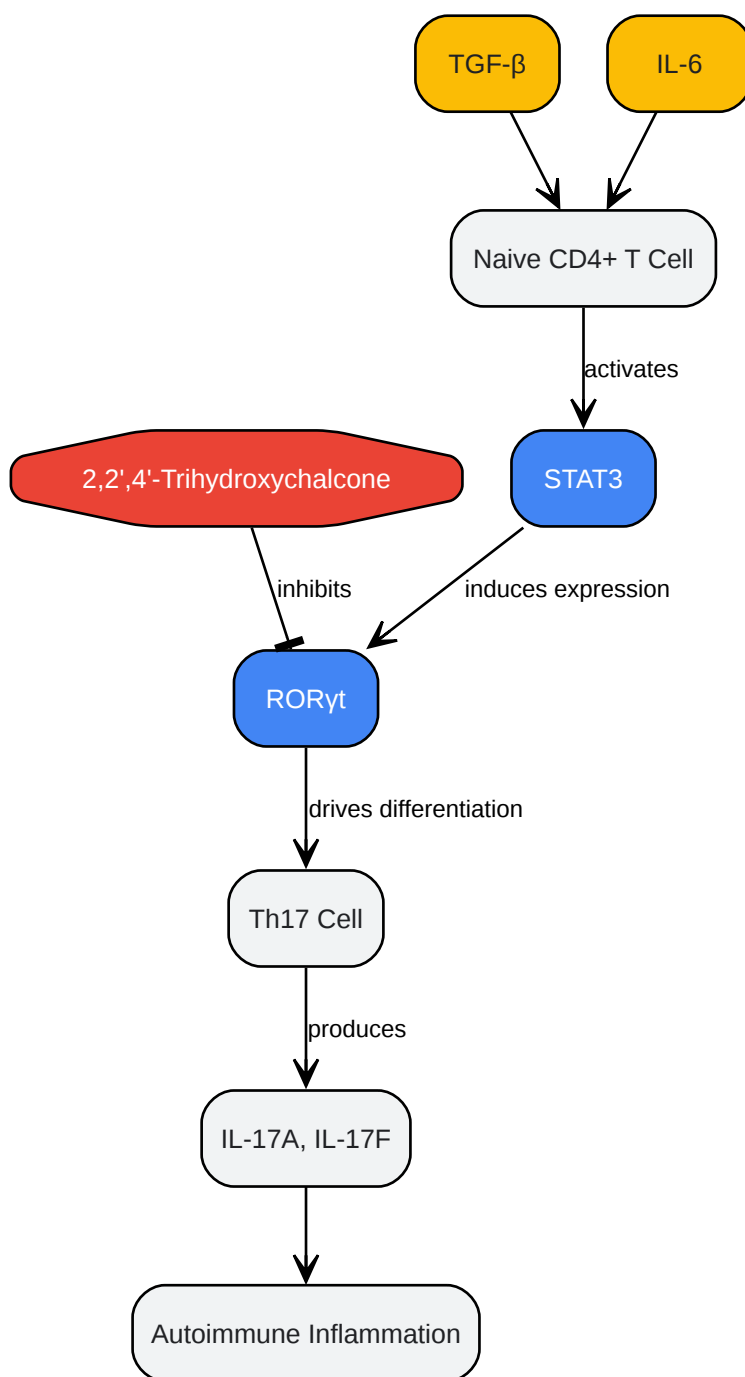 TGF-β
IL-6
Naive CD4+ T Cell
activates
2,2',4'-Trihydroxychalcone
STAT3
inhibits
induces expression
RORγt
drives differentiation
Th17 Cell
produces
IL-17A, IL-17F
Autoimmune Inflammation